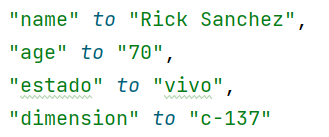 "name" to "Rick Sanchez",
"age" to "70",
"estado" to "vivo",
"dimension" to "c-137"